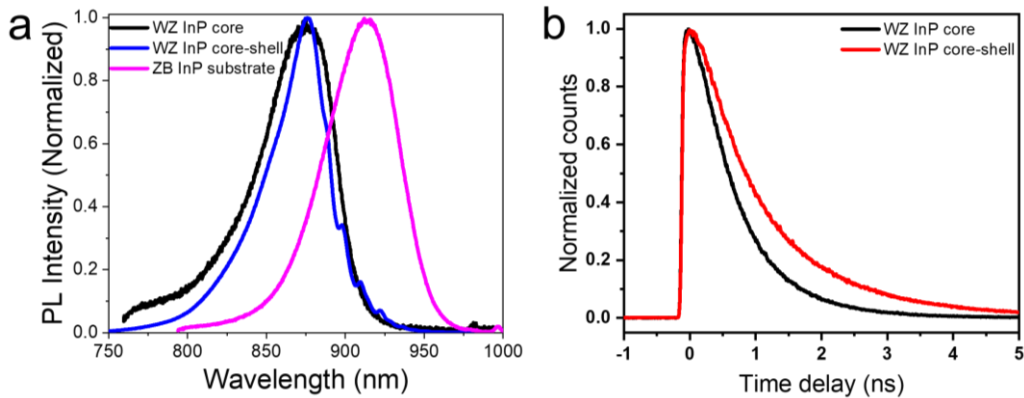 a
WZ InP core
WZ InP core-shell
ZB InP substrate
PL Intensity (Normalized)
1.0
0.8
0.6
0.4
0.2
0.0
750 800 850 900 950 1000
Wavelength (nm)
b
WZ InP core
WZ InP core-shell
Normalized counts
1.0
0.8
0.6
0.4
0.2
0.0
-1 0 1 2 3 4 5
Time delay (ns)